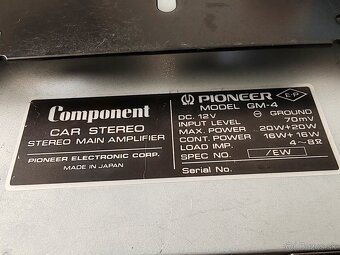 Component
CAR STEREO
STEREO MAIN AMPLIFIER
PIONEER ELECTRONIC CORP.
MADE IN JAPAN
PIONEER E-P
MODEL GM-4
DC. 12V ⊖ GROUND
INPUT LEVEL 70mV
MAX. POWER 20W+20W
CONT. POWER 16W+16W
LOAD IMP. 4~8Ω
SPEC NO. /EW
Serial No.